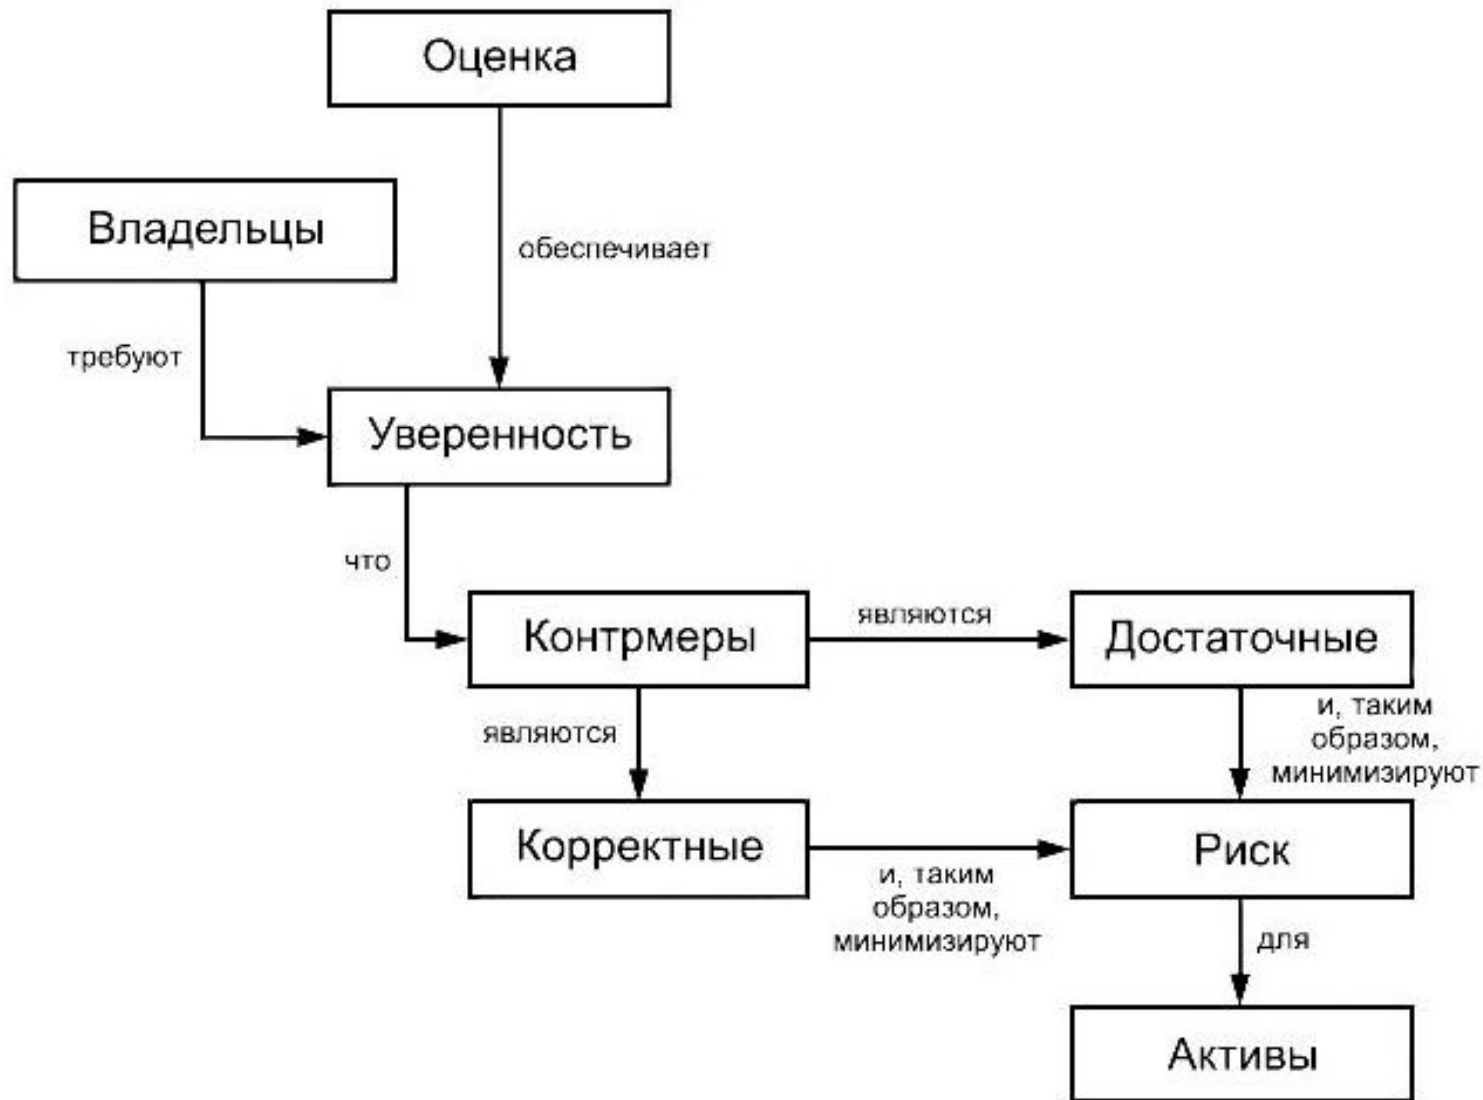 Оценка
Владельцы
обеспечивает
требуют
Уверенность
что
Контрмеры
являются
Достаточные
являются
и, таким
образом,
минимизируют
Корректные
и, таким
образом,
минимизируют
Риск
для
Активы